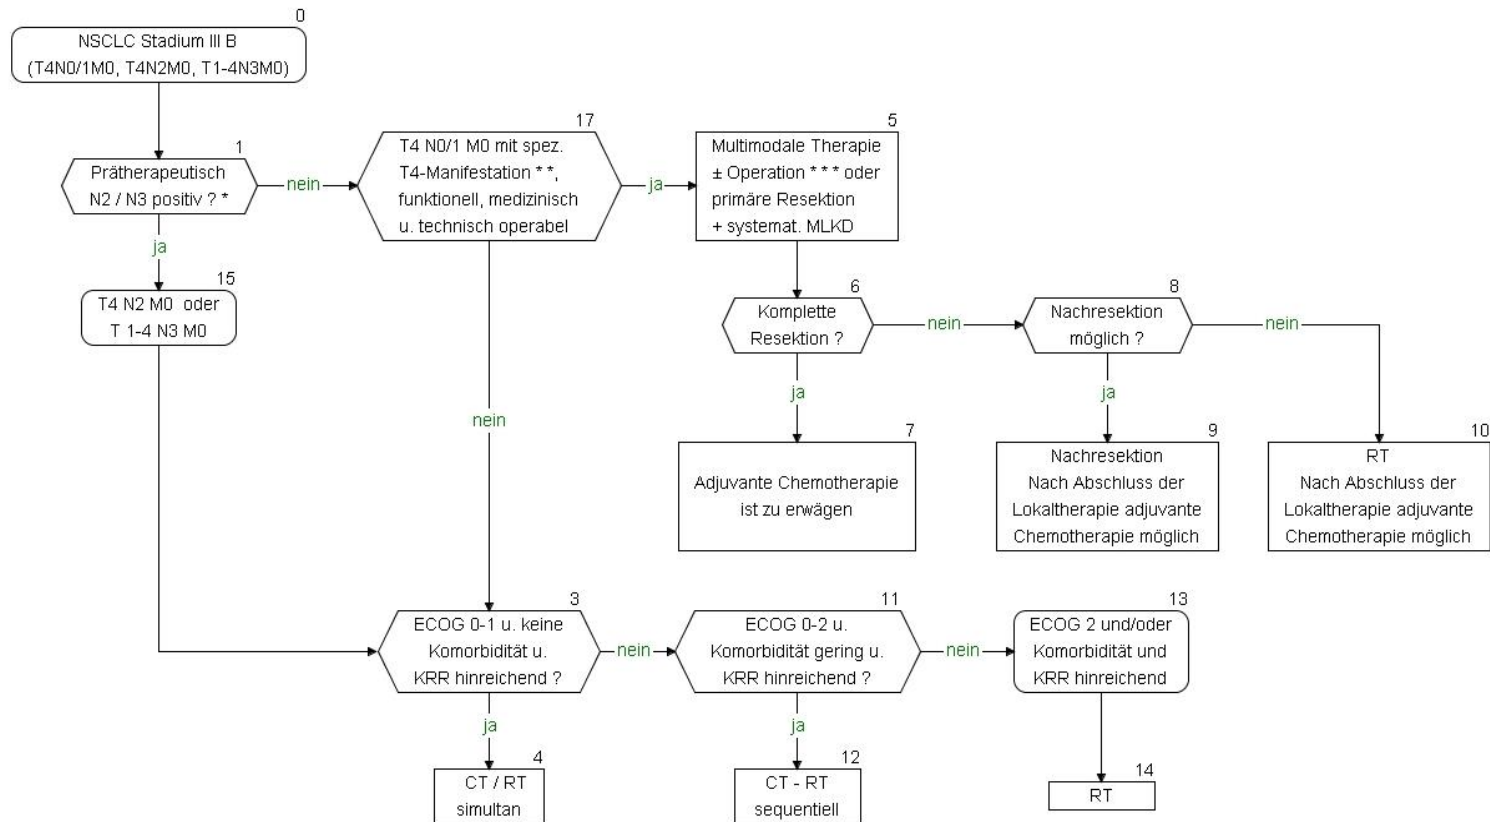 0
NSCLC Stadium III B
(T4N0/1M0, T4N2M0, T1-4N3M0)
1
Prätherapeutisch
N2 / N3 positiv ? *
nein
17
T4 N0/1 M0 mit spez.
T4-Manifestation * *,
funktionell, medizinisch
u. technisch operabel
ja
5
Multimodale Therapie
± Operation * * * oder
primäre Resektion
+ systemat. MLKD
ja
15
T4 N2 M0 oder
T 1-4 N3 M0
6
Komplette
Resektion ?
nein
8
Nachresektion
möglich ?
nein
ja
ja
nein
7
Adjuvante Chemotherapie
ist zu erwägen
9
Nachresektion
Nach Abschluss der
Lokaltherapie adjuvante
Chemotherapie möglich
10
RT
Nach Abschluss der
Lokaltherapie adjuvante
Chemotherapie möglich
3
ECOG 0-1 u. keine
Komorbidität u.
KRR hinreichend ?
nein
11
ECOG 0-2 u.
Komorbidität gering u.
KRR hinreichend ?
nein
13
ECOG 2 und/oder
Komorbidität und
KRR hinreichend
ja
ja
4
CT / RT
simultan
12
CT - RT
sequentiell
14
RT